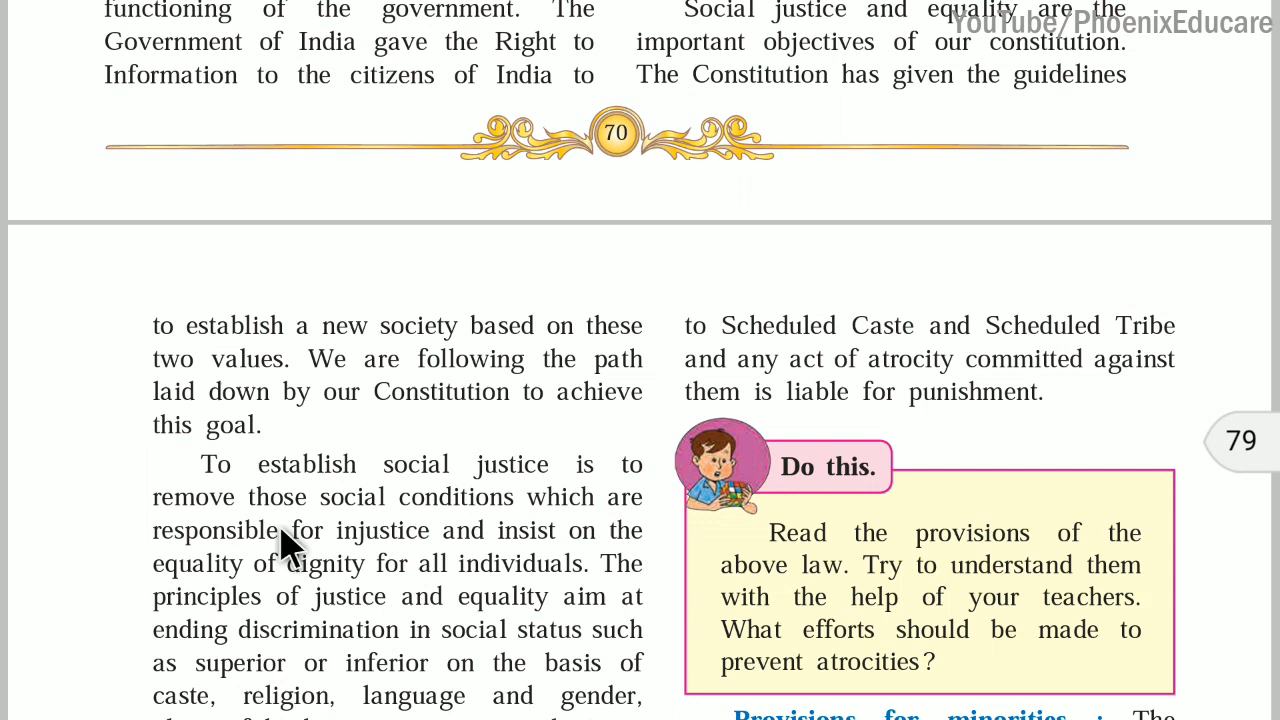 functioning of the government. The
Government of India gave the Right to
Information to the citizens of India to
Social justice and equality are the
important objectives of our constitution.
The Constitution has given the guidelines
YouTube/PhoenixEducare
70
to establish a new society based on these
two values. We are following the path
laid down by our Constitution to achieve
this goal.
To establish social justice is to
remove those social conditions which are
responsible for injustice and insist on the
equality of dignity for all individuals. The
principles of justice and equality aim at
ending discrimination in social status such
as superior or inferior on the basis of
caste, religion, language and gender,
to Scheduled Caste and Scheduled Tribe
and any act of atrocity committed against
them is liable for punishment.
Do this.
Read the provisions of the
above law. Try to understand them
with the help of your teachers.
What efforts should be made to
prevent atrocities?
Provisions for minorities : The
79